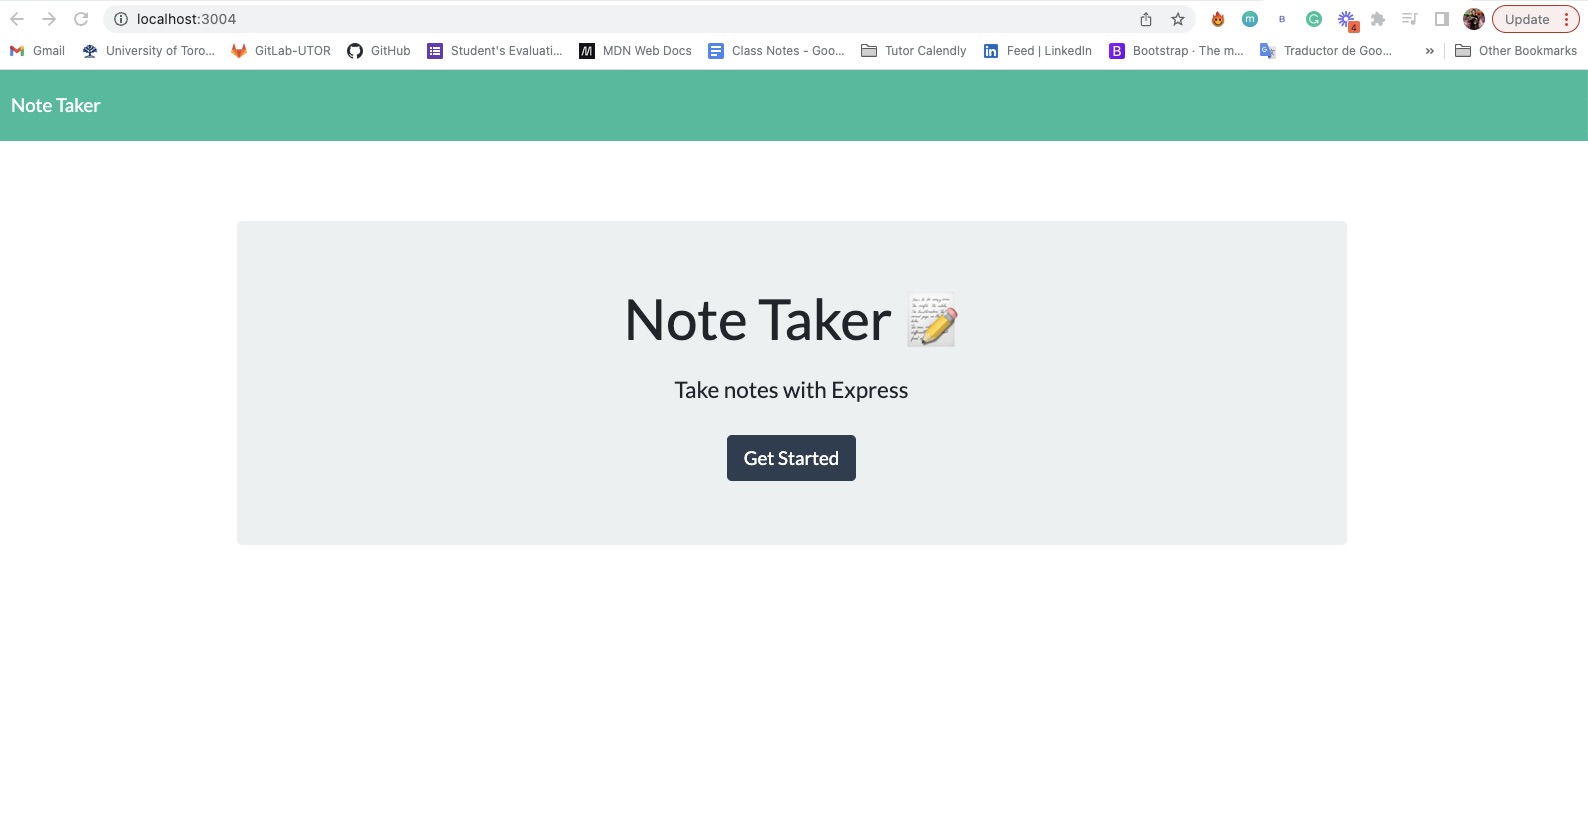 localhost:3004
Update
4
Gmail
University of Toro...
GitLab-UTOR
GitHub
Student's Evaluati...
MDN Web Docs
Class Notes - Goo...
Tutor Calendly
Feed | LinkedIn
Bootstrap · The m...
Traductor de Goo...
»
Other Bookmarks
Note Taker
Note Taker 📝
Take notes with Express
Get Started